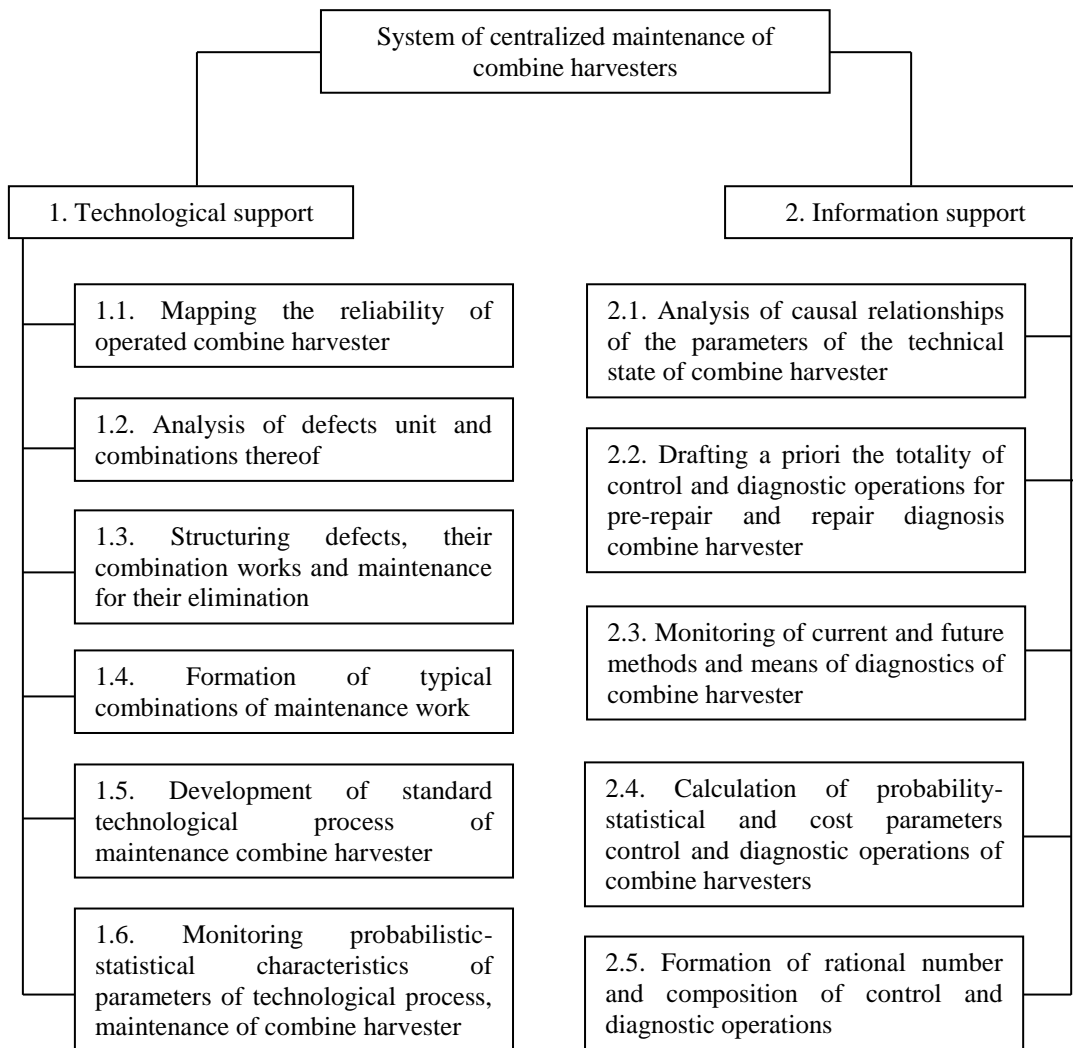 System of centralized maintenance of
combine harvesters
1. Technological support
2. Information support
1.1. Mapping the reliability of
operated combine harvester
1.2. Analysis of defects unit and
combinations thereof
1.3. Structuring defects, their
combination works and maintenance
for their elimination
1.4. Formation of typical
combinations of maintenance work
1.5. Development of standard
technological process of
maintenance combine harvester
1.6. Monitoring probabilistic-
statistical characteristics of
parameters of technological process,
maintenance of combine harvester
2.1. Analysis of causal relationships
of the parameters of the technical
state of combine harvester
2.2. Drafting a priori the totality of
control and diagnostic operations for
pre-repair and repair diagnosis
combine harvester
2.3. Monitoring of current and future
methods and means of diagnostics of
combine harvester
2.4. Calculation of probability-
statistical and cost parameters
control and diagnostic operations of
combine harvesters
2.5. Formation of rational number
and composition of control and
diagnostic operations